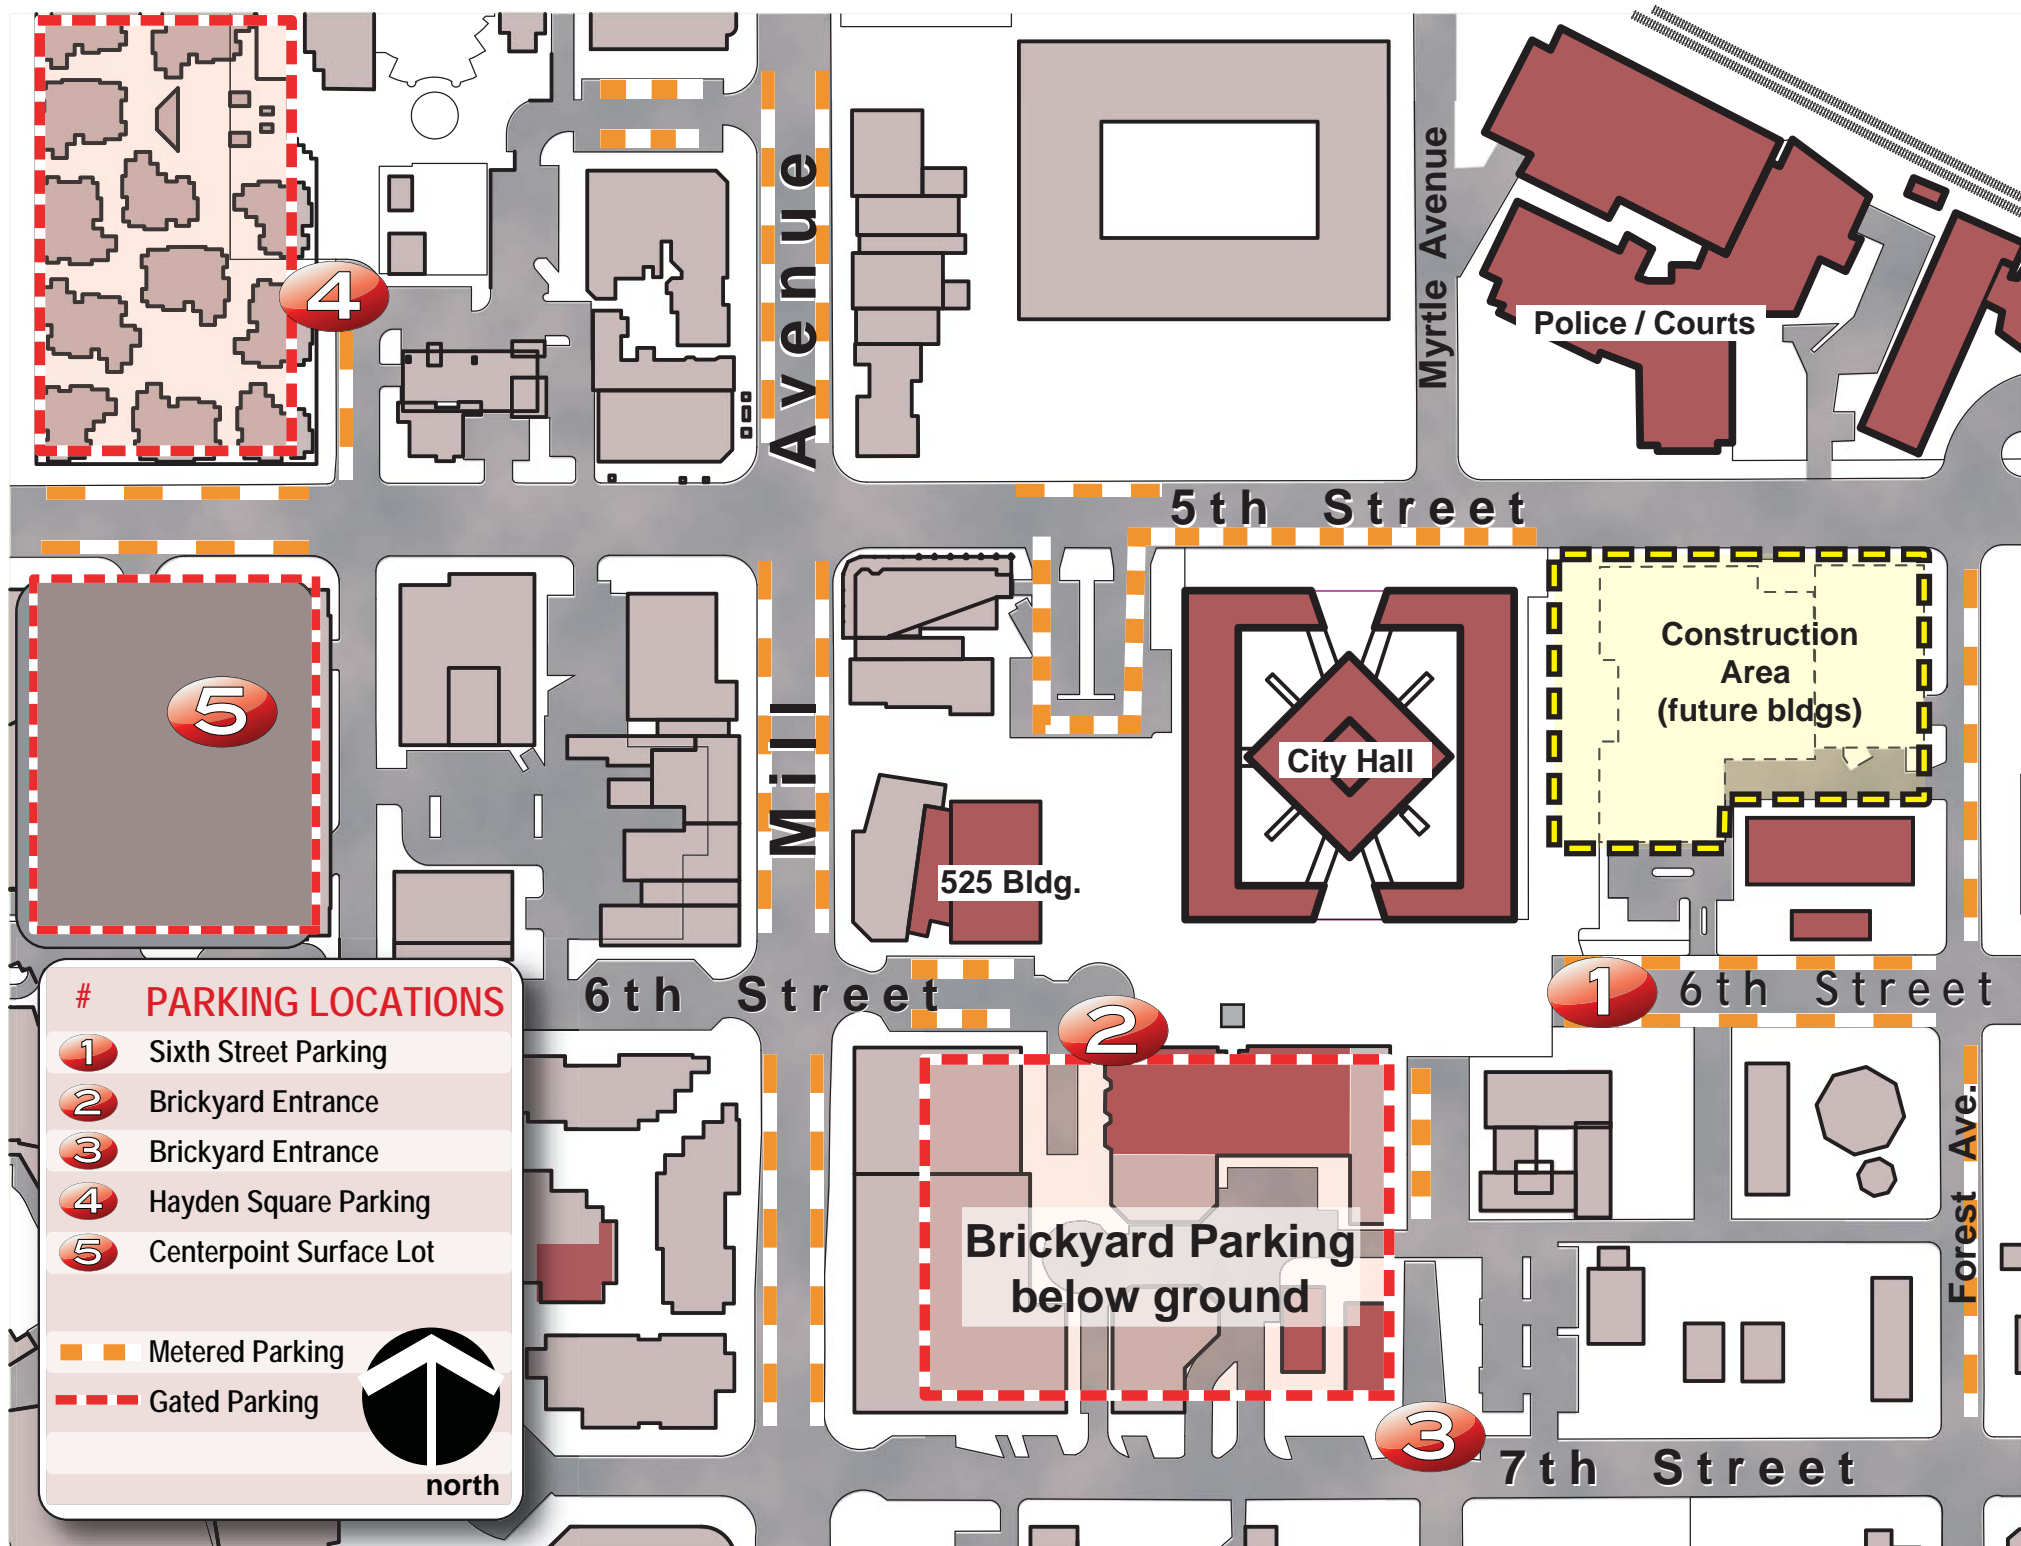 Avenue
Myrtle Avenue
Police / Courts
4
5th Street
Construction
Area
(future bldgs)
5
Mill
City Hall
525 Bldg.
6th Street
1
6th Street
2
# PARKING LOCATIONS
1 Sixth Street Parking
2 Brickyard Entrance
3 Brickyard Entrance
4 Hayden Square Parking
5 Centerpoint Surface Lot
Metered Parking
Gated Parking
north
Brickyard Parking
below ground
Forest Ave.
3
7th Street